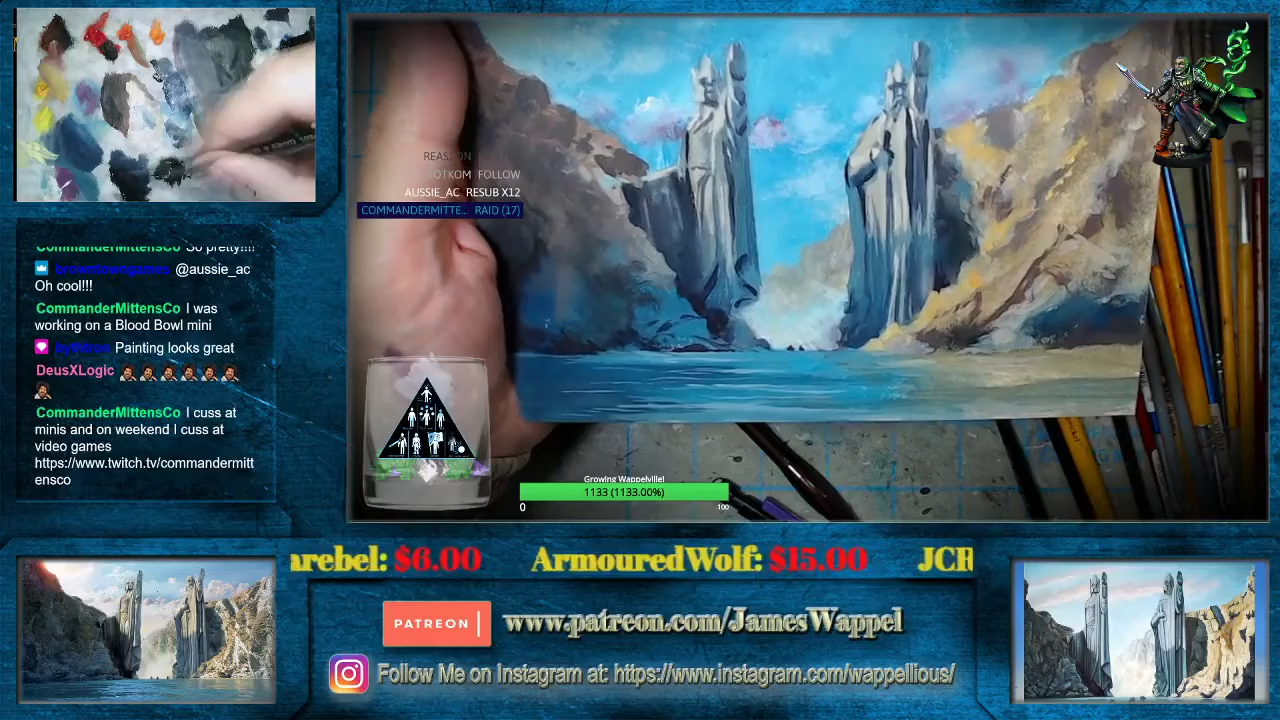 CommanderMittensCo So pretty!!!!
browntowngames @aussie_ac
Oh cool!!!
CommanderMittensCo I was
working on a Blood Bowl mini
Painting looks great
DeusXLogic
CommanderMittensCo I cuss at
minis and on weekend I cuss at
video games
https://www.twitch.tv/commandermitt
ensco
FOLLOW
AUSSIE_AC RESUB X12
COMMANDERMITTE... RAID (17)
Growing Wappelville!
1133 (1133.00%)
0 100
arebel: $6.00 ArmouredWolf: $15.00 JCR
PATREON www.patreon.com/JamesWappel
Follow Me on Instagram at: https://www.instagram.com/wappellious/